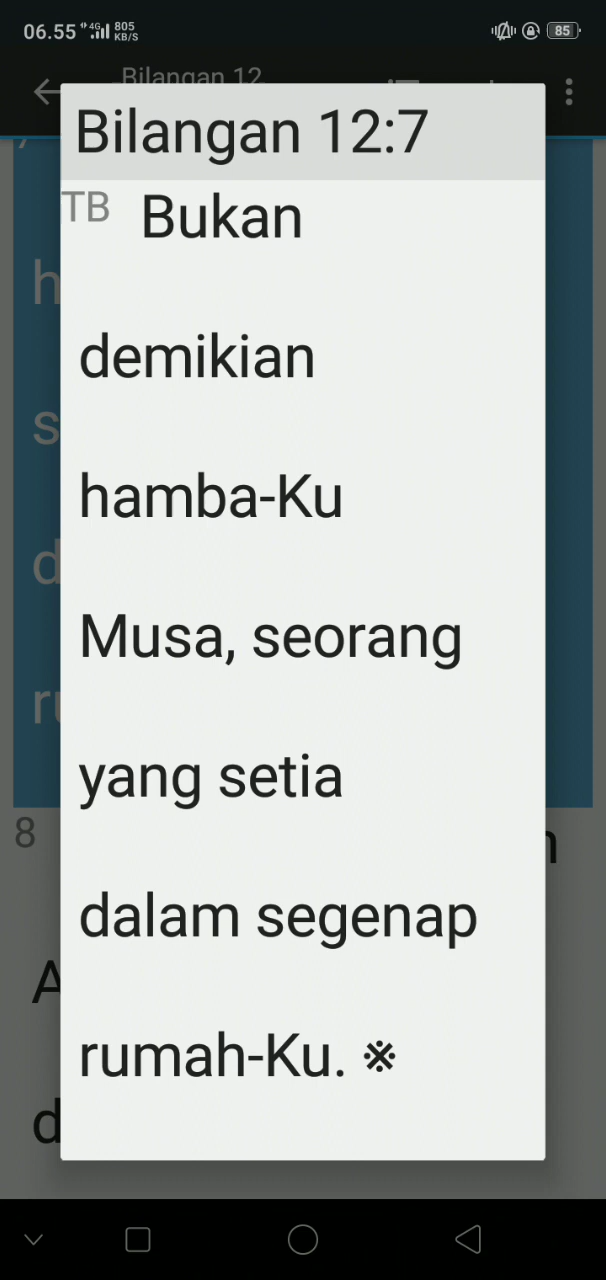 06.55 4G 805 KB/S 85
Bilangan 12
Bilangan 12:7
TB Bukan
demikian
hamba-Ku
Musa, seorang
yang setia
dalam segenap
rumah-Ku. ※
8